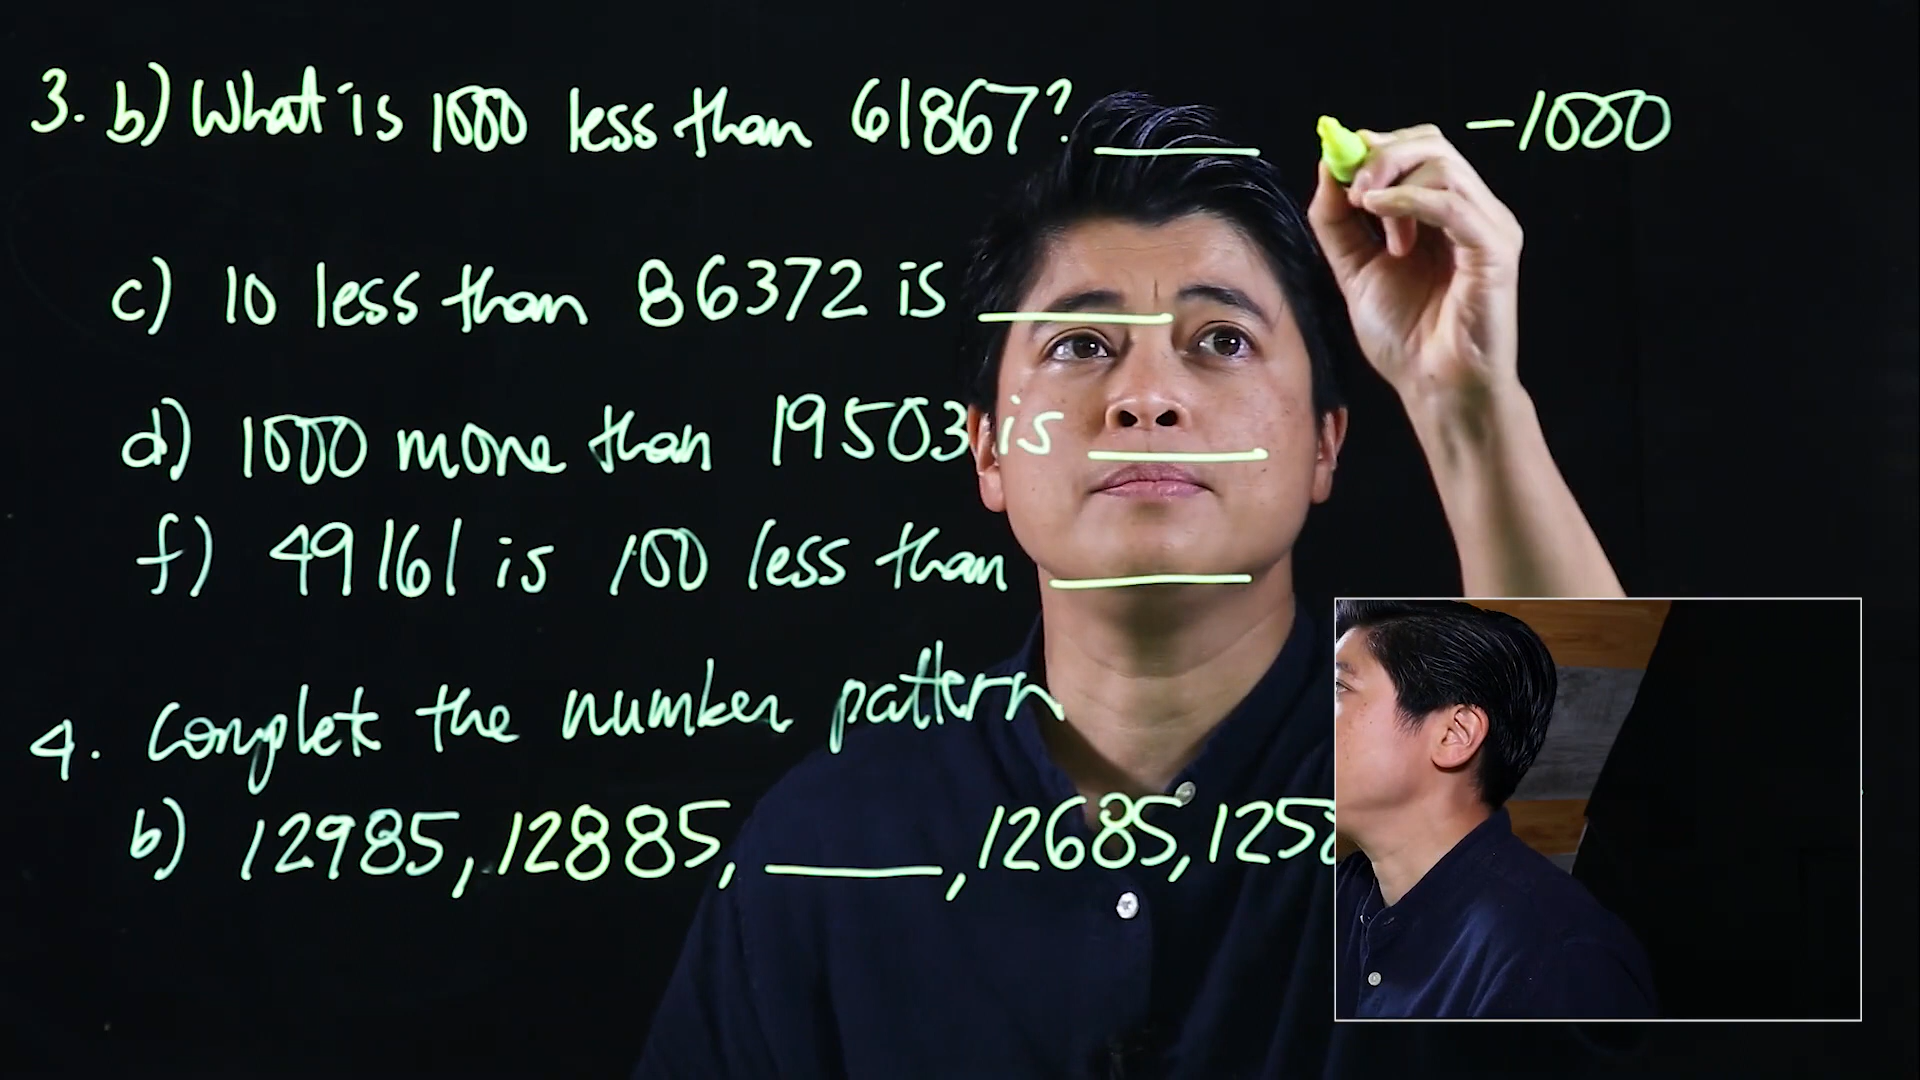 3. b) What is 1000 less than 61867? ____ -1000
c) 10 less than 86372 is ____
d) 1000 more than 19503 is ____
f) 49161 is 100 less than ____
4. Complete the number pattern
b) 12985, 12885, ____, 12685, 1258